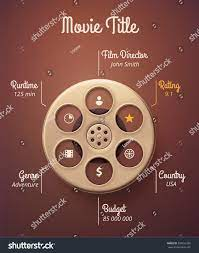 Movie Title
Film Director
John Smith
Runtime
125 min
Rating
9.1
Genre
Adventure
Country
USA
Budget
85 000 000
shutterstock